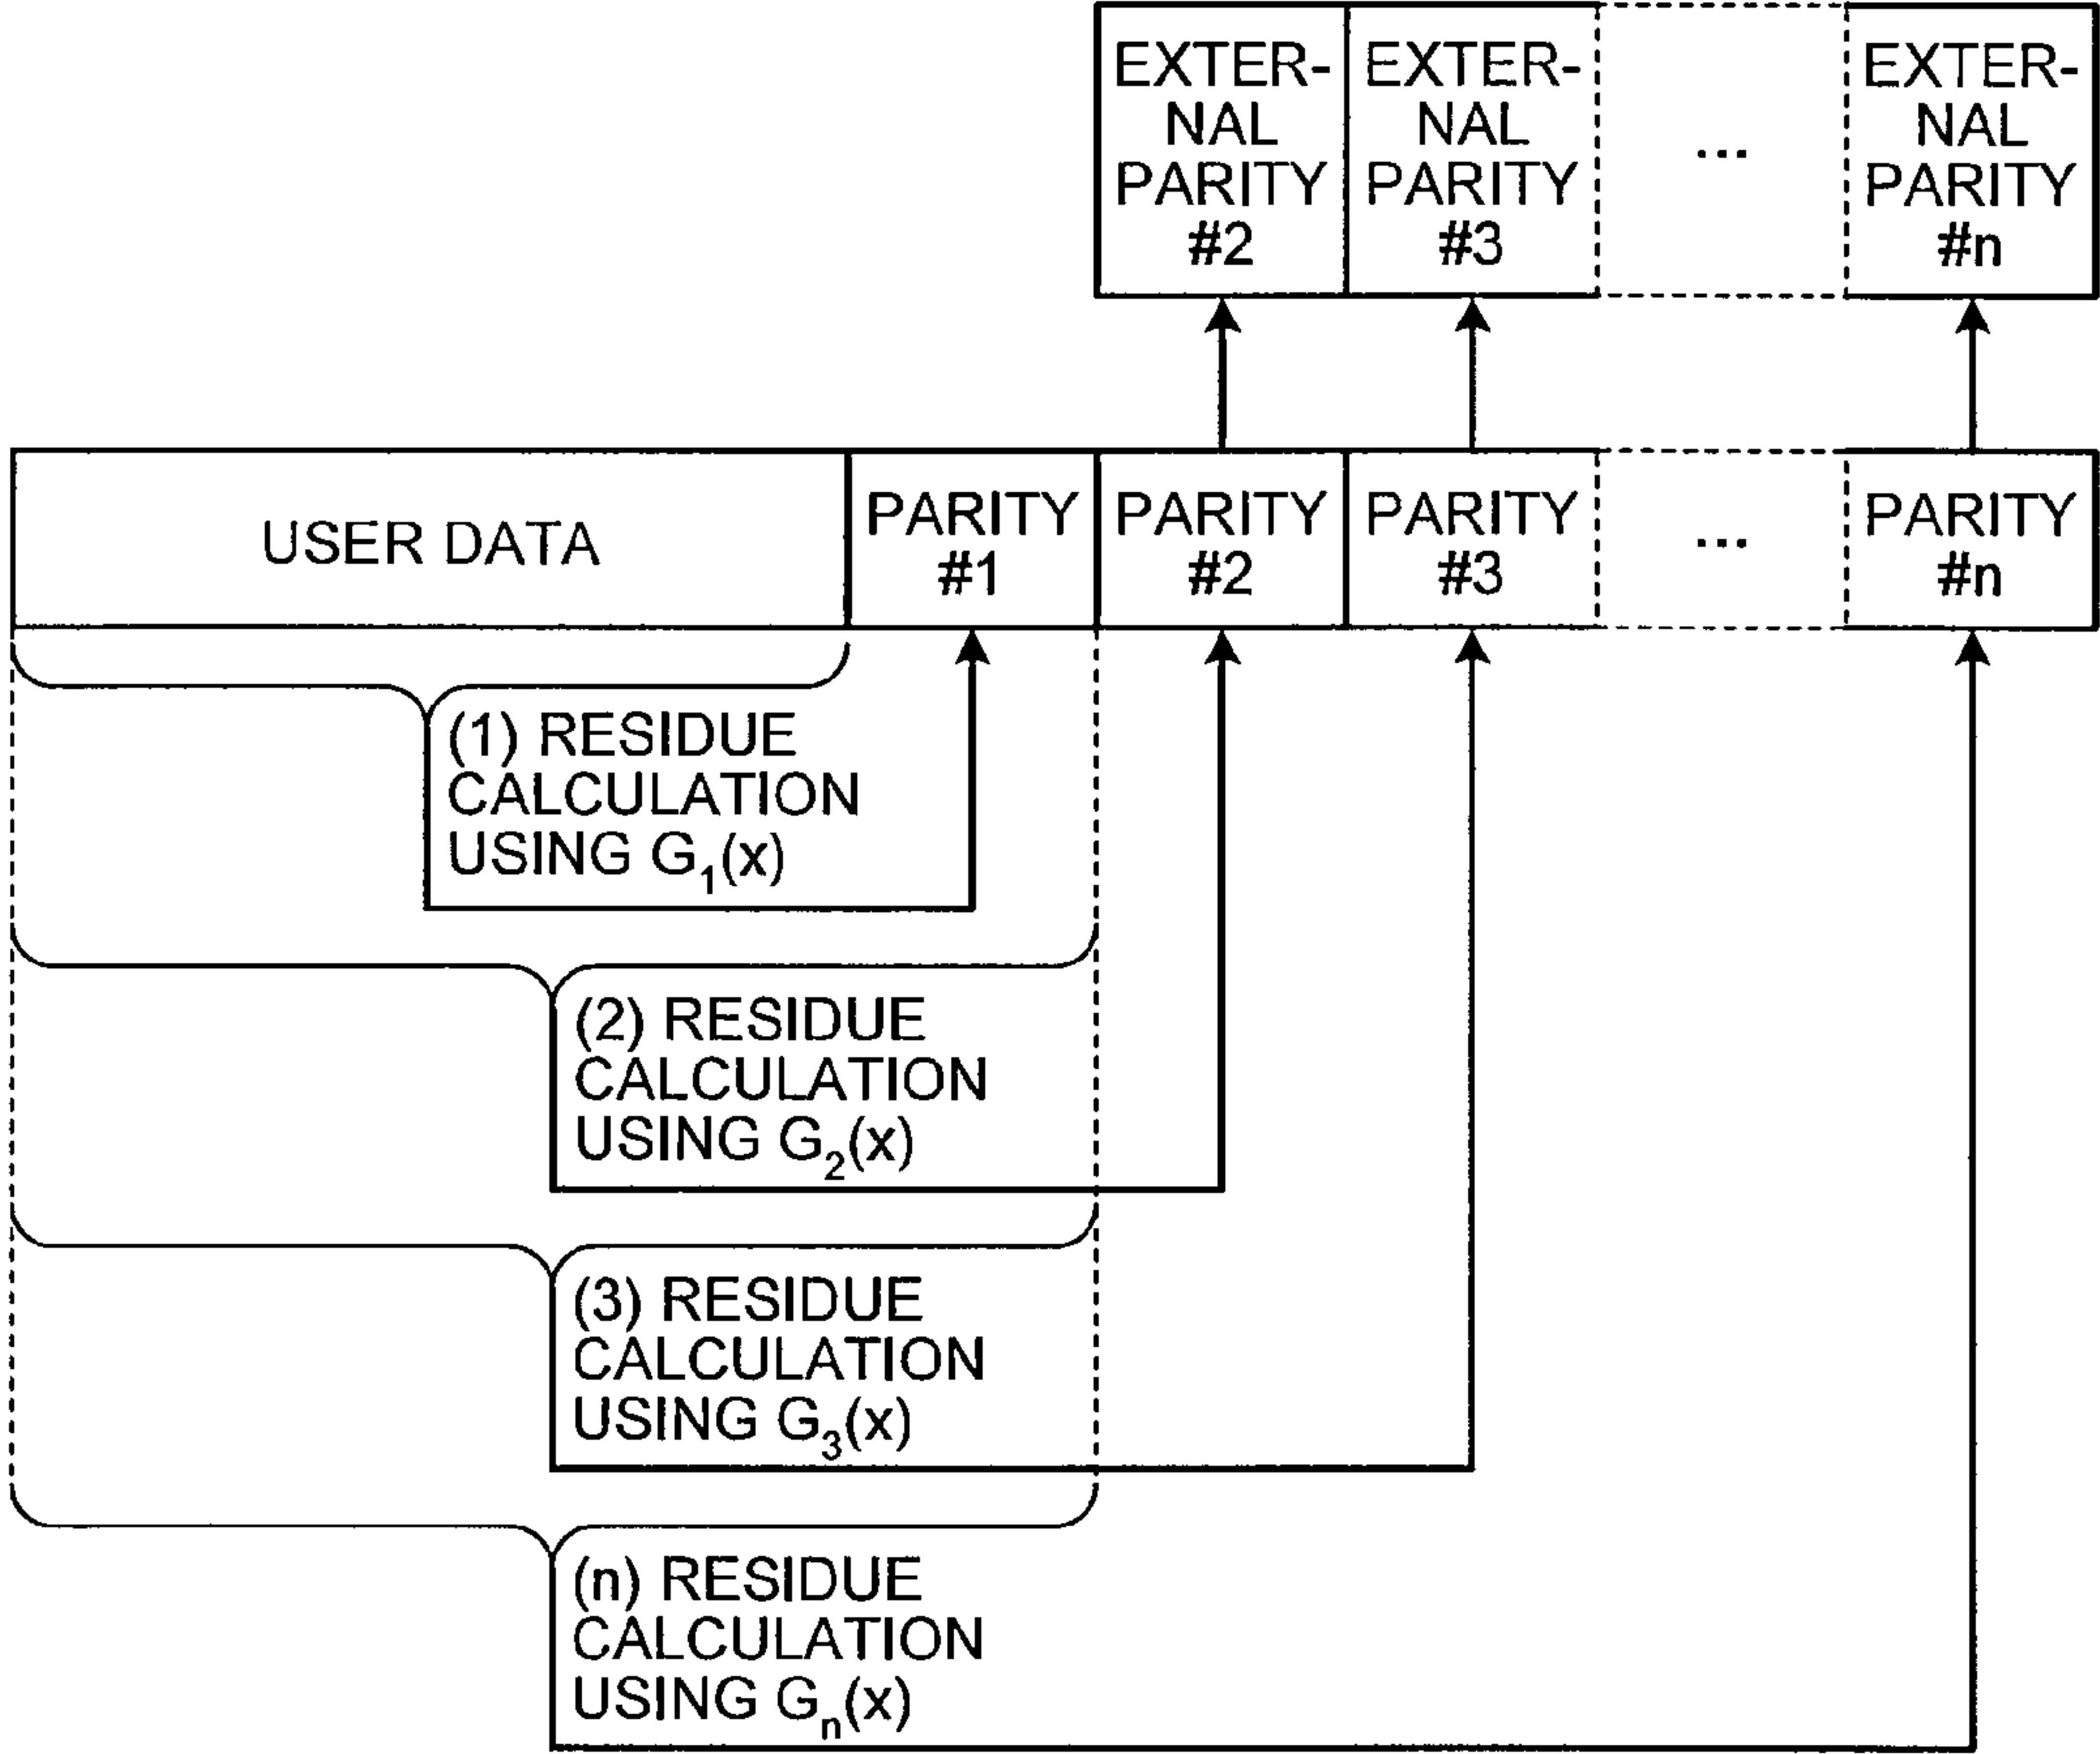 EXTER-
NAL
PARITY
#2
EXTER-
NAL
PARITY
#3
...
EXTER-
NAL
PARITY
#n
USER DATA
PARITY
#1
PARITY
#2
PARITY
#3
...
PARITY
#n
(1) RESIDUE
CALCULATION
USING G₁(x)
(2) RESIDUE
CALCULATION
USING G₂(x)
(3) RESIDUE
CALCULATION
USING G₃(x)
(n) RESIDUE
CALCULATION
USING Gₙ(x)